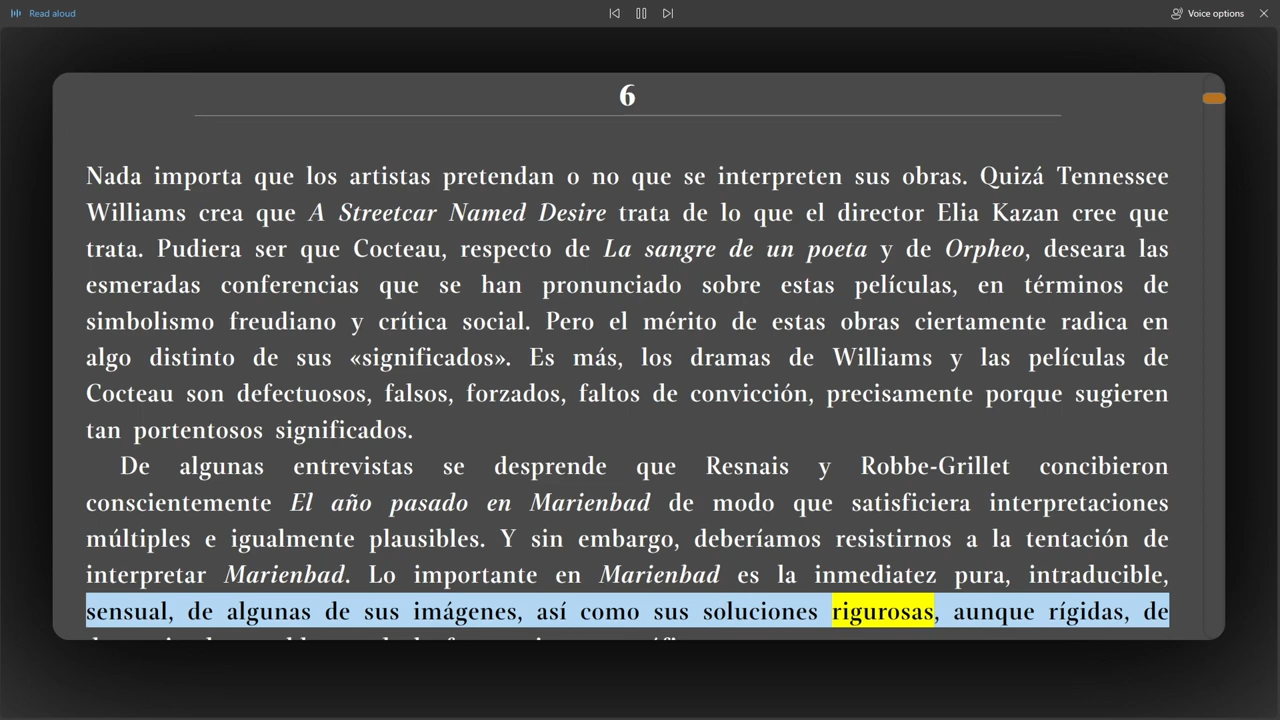 Read aloud
Voice options
6
Nada importa que los artistas pretendan o no que se interpreten sus obras. Quizá Tennessee
Williams crea que A Streetcar Named Desire trata de lo que el director Elia Kazan cree que
trata. Pudiera ser que Cocteau, respecto de La sangre de un poeta y de Orpheo, deseara las
esmeradas conferencias que se han pronunciado sobre estas películas, en términos de
simbolismo freudiano y crítica social. Pero el mérito de estas obras ciertamente radica en
algo distinto de sus «significados». Es más, los dramas de Williams y las películas de
Cocteau son defectuosos, falsos, forzados, faltos de convicción, precisamente porque sugieren
tan portentosos significados.
De algunas entrevistas se desprende que Resnais y Robbe-Grillet concibieron
conscientemente El año pasado en Marienbad de modo que satisficiera interpretaciones
múltiples e igualmente plausibles. Y sin embargo, deberíamos resistirnos a la tentación de
interpretar Marienbad. Lo importante en Marienbad es la inmediatez pura, intraducible,
sensual, de algunas de sus imágenes, así como sus soluciones rigurosas, aunque rígidas, de